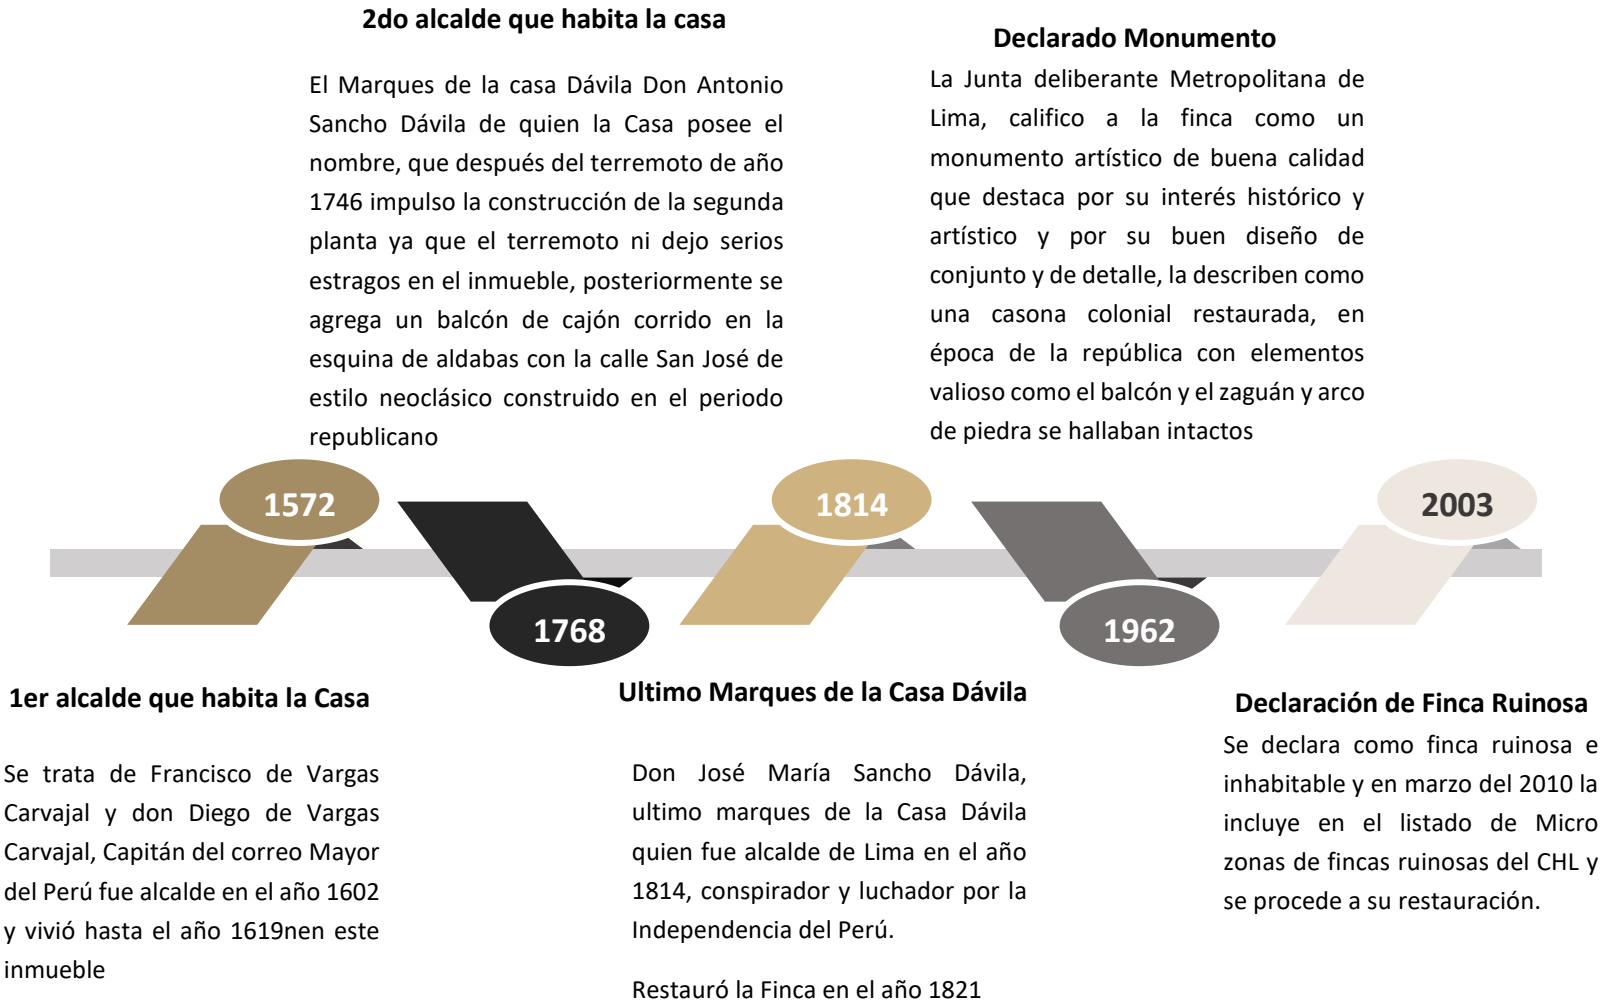 2do alcalde que habita la casa
El Marques de la casa Dávila Don Antonio
Sancho Dávila de quien la Casa posee el
nombre, que después del terremoto de año
1746 impulso la construcción de la segunda
planta ya que el terremoto ni dejo serios
estragos en el inmueble, posteriormente se
agrega un balcón de cajón corrido en la
esquina de aldabas con la calle San José de
estilo neoclásico construido en el periodo
republicano
Declarado Monumento
La Junta deliberante Metropolitana de
Lima, califico a la finca como un
monumento artístico de buena calidad
que destaca por su interés histórico y
artístico y por su buen diseño de
conjunto y de detalle, la describen como
una casona colonial restaurada, en
época de la república con elementos
valioso como el balcón y el zaguán y arco
de piedra se hallaban intactos
1572
1768
1814
1962
2003
1er alcalde que habita la Casa
Se trata de Francisco de Vargas
Carvajal y don Diego de Vargas
Carvajal, Capitán del correo Mayor
del Perú fue alcalde en el año 1602
y vivió hasta el año 1619nen este
inmueble
Ultimo Marques de la Casa Dávila
Don José María Sancho Dávila,
ultimo marques de la Casa Dávila
quien fue alcalde de Lima en el año
1814, conspirador y luchador por la
Independencia del Perú.
Restauró la Finca en el año 1821
Declaración de Finca Ruinosa
Se declara como finca ruinosa e
inhabitable y en marzo del 2010 la
incluye en el listado de Micro
zonas de fincas ruinosas del CHL y
se procede a su restauración.